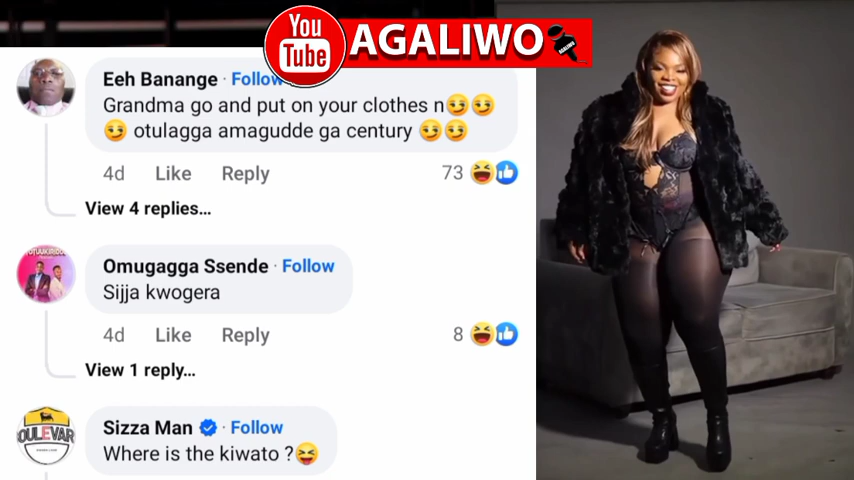 You
Tube
AGALIWO
AGALIWO
Eeh Banange · Follow
Grandma go and put on your clothes n😏😏
😏 otulagga amagudde ga century 😏😏
4d Like Reply 73
View 4 replies...
Omugagga Ssende · Follow
Sijja kwogera
4d Like Reply 8
View 1 reply...
OULEVAR
Sizza Man · Follow
Where is the kiwato ?😝